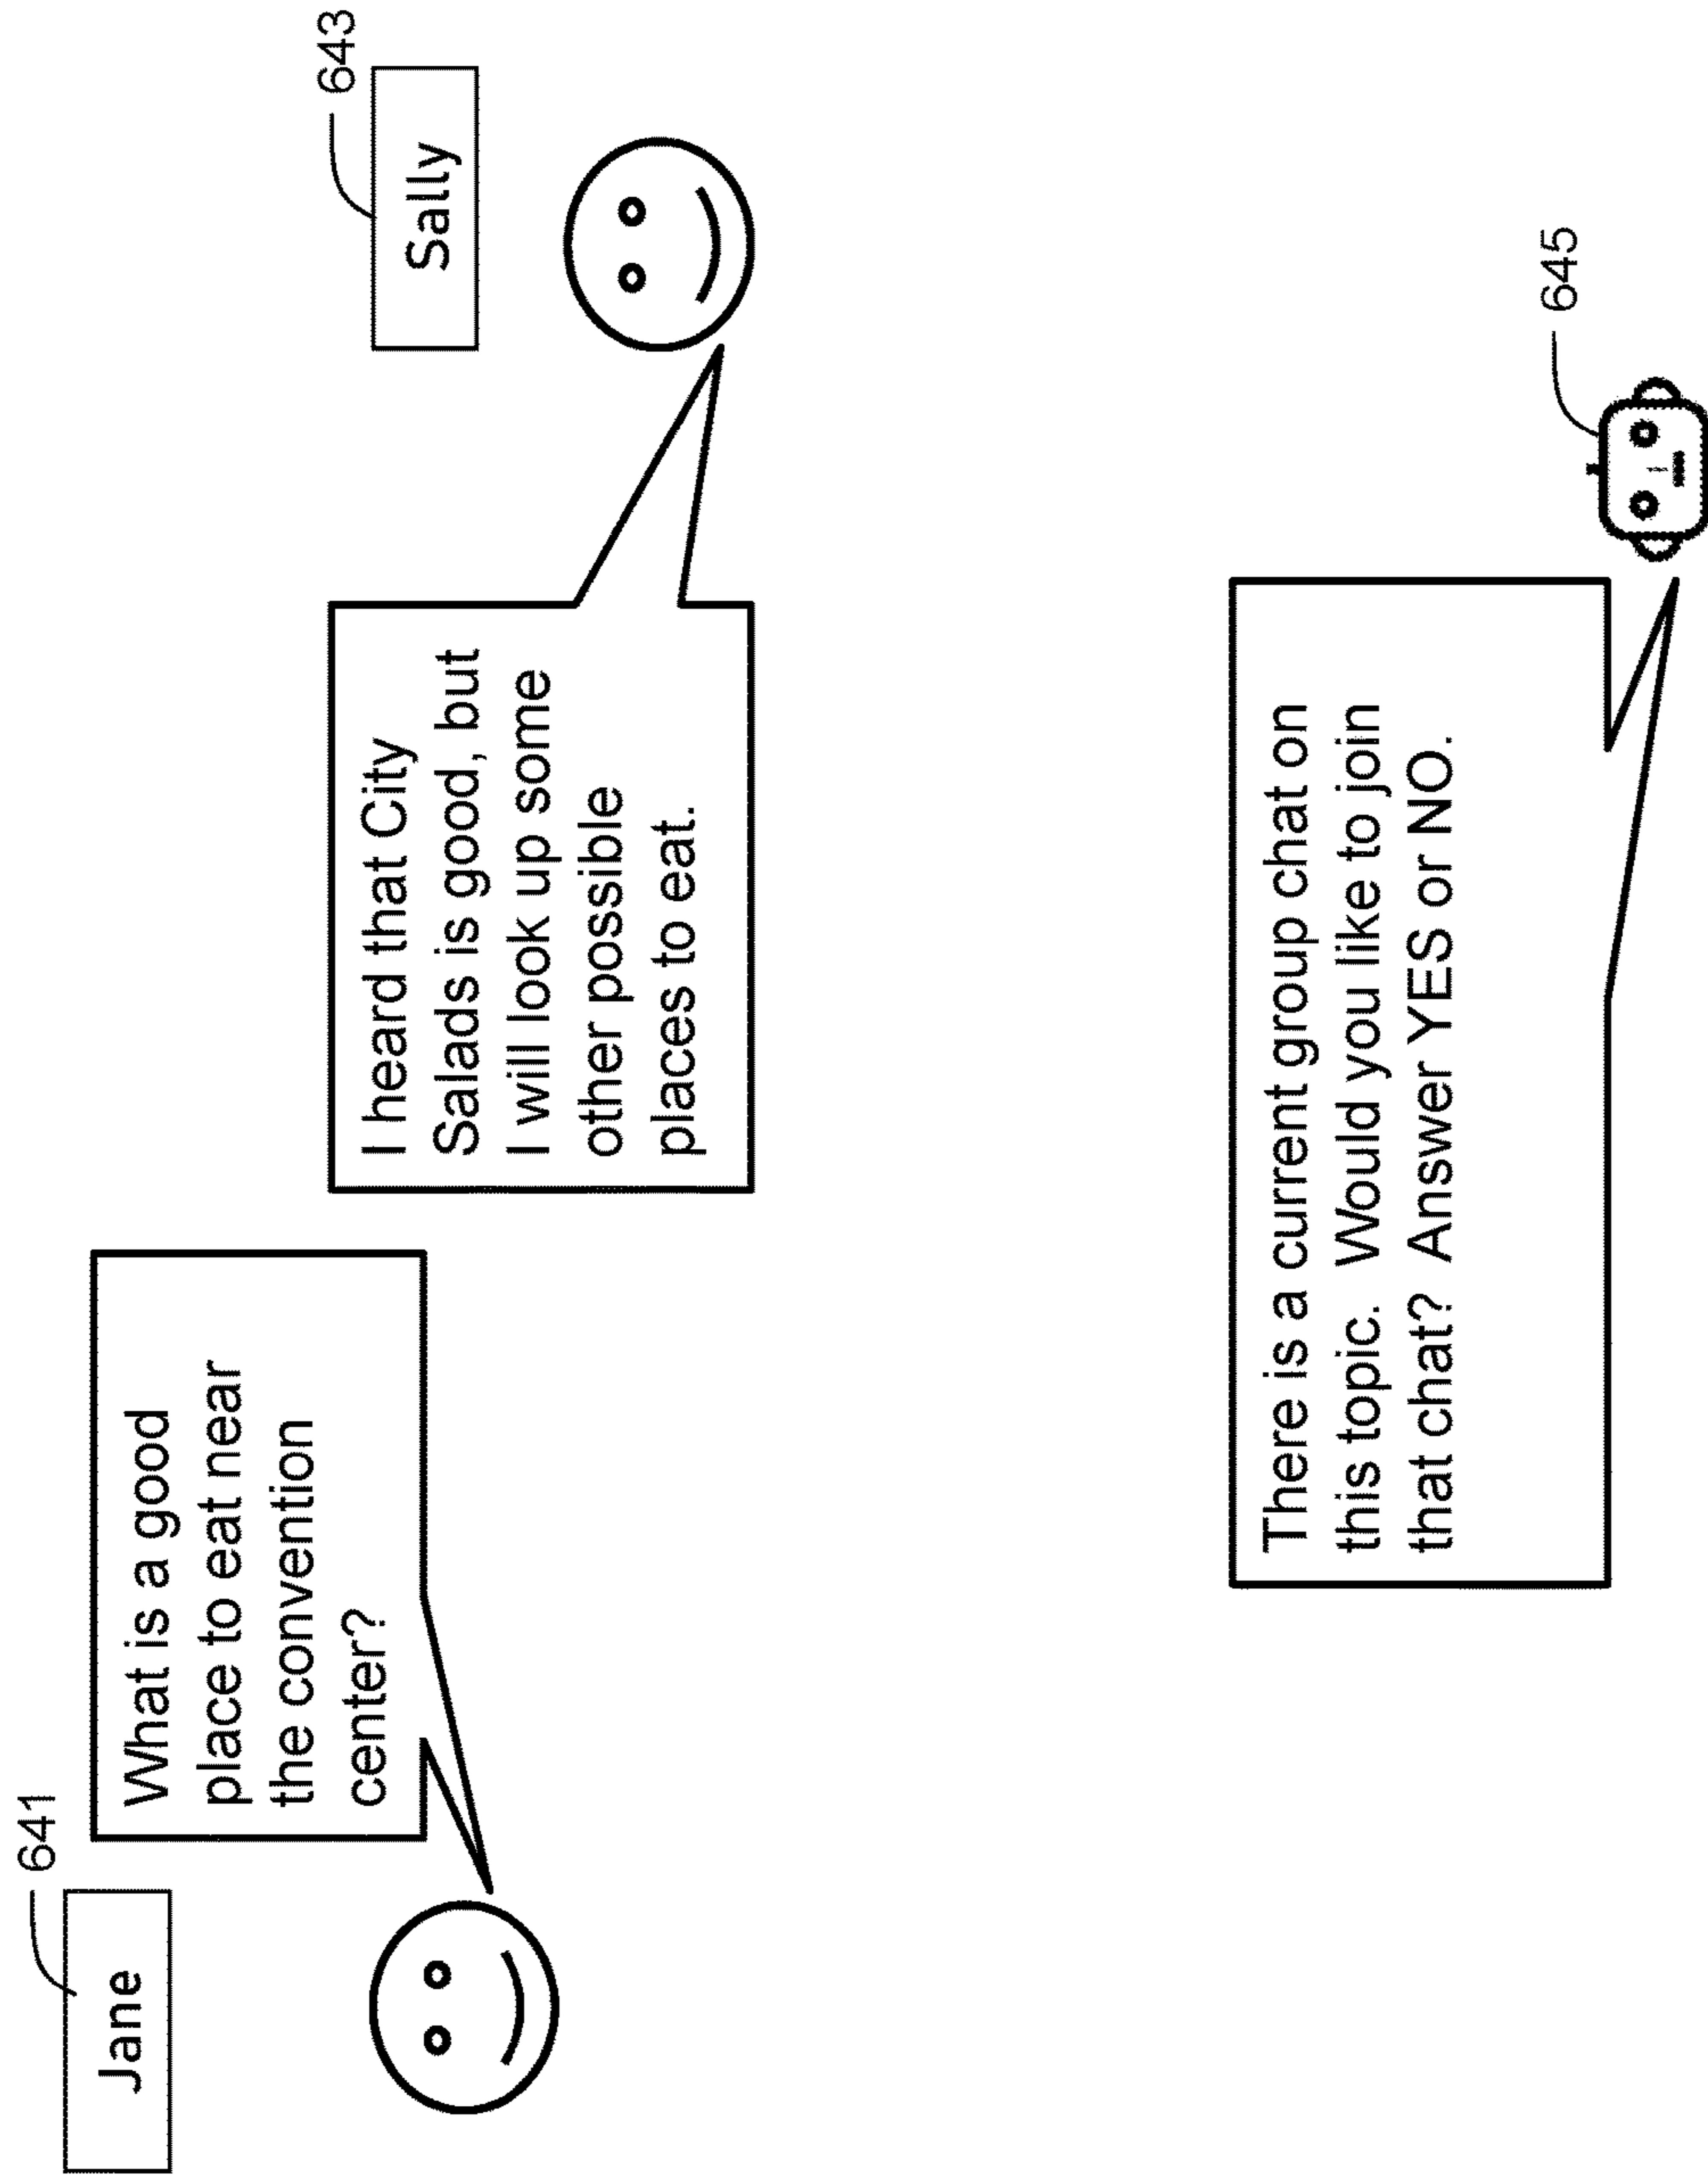 641
Jane
What is a good
place to eat near
the convention
center?
643
Sally
I heard that City
Salads is good, but
I will look up some
other possible
places to eat.
645
There is a current group chat on
this topic.  Would you like to join
that chat?  Answer YES or NO.